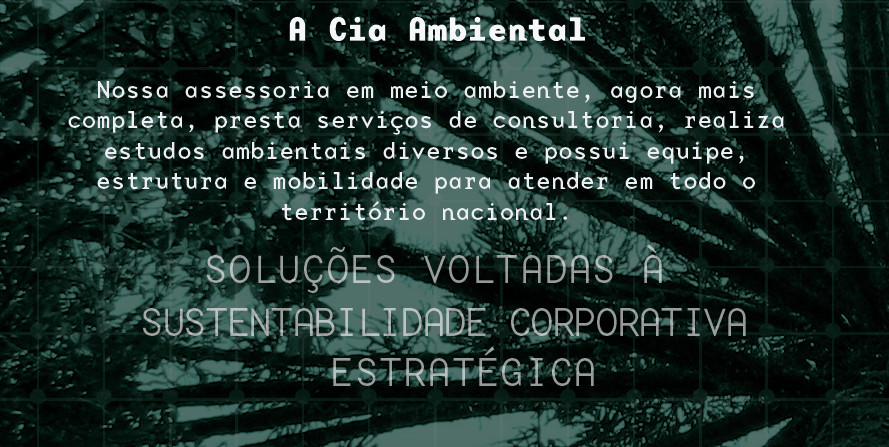 A Cia Ambiental
Nossa assessoria em meio ambiente, agora mais
completa, presta serviços de consultoria, realiza
estudos ambientais diversos e possui equipe,
estrutura e mobilidade para atender em todo o
território nacional.
SOLUÇÕES VOLTADAS À
SUSTENTABILIDADE CORPORATIVA
ESTRATÉGICA